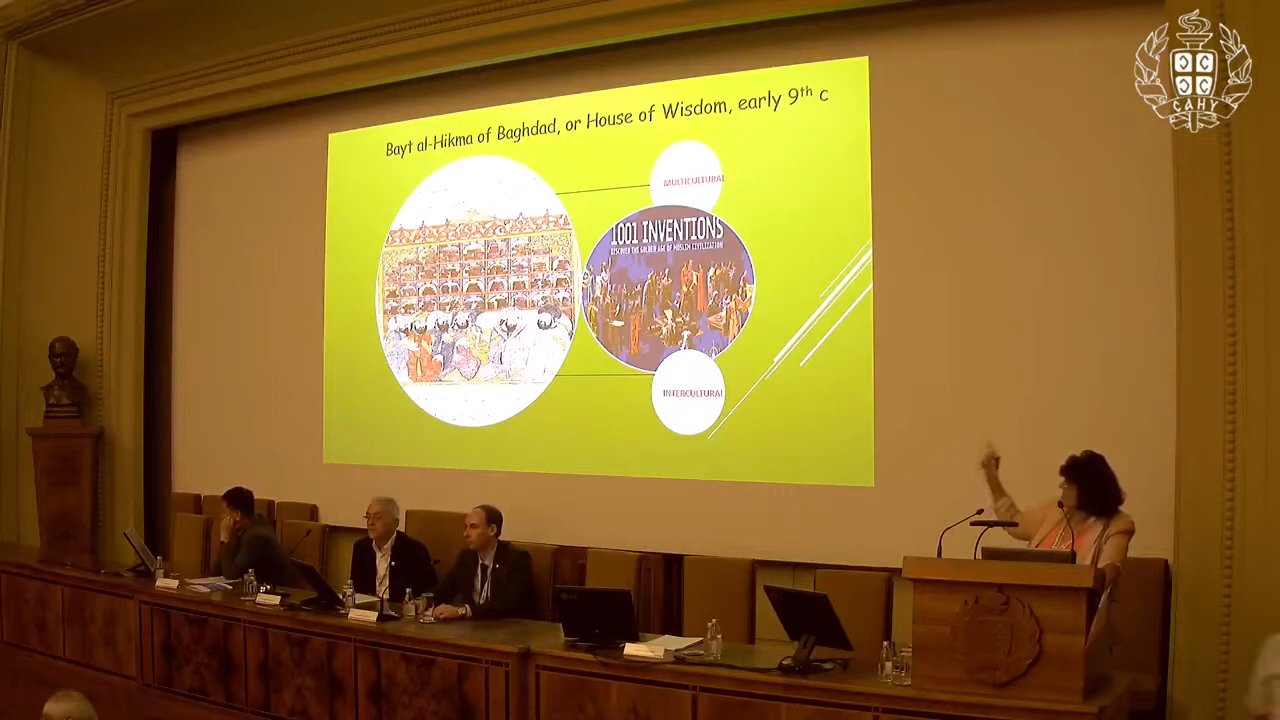 Bayt al-Hikma of Baghdad, or House of Wisdom, early 9th c
MULTICULTURAL
1001 INVENTIONS
DISCOVER THE GOLDEN AGE OF MUSLIM CIVILIZATION
INTERCULTURAl
САНУ